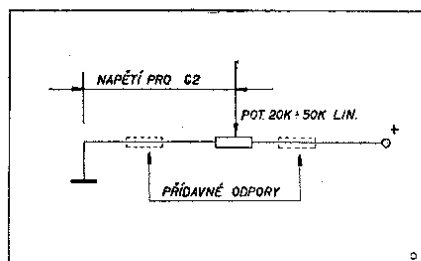 NAPĚTÍ PRO G2
POT. 20K ÷ 50K LIN.
+
PŘÍDAVNÉ ODPORY